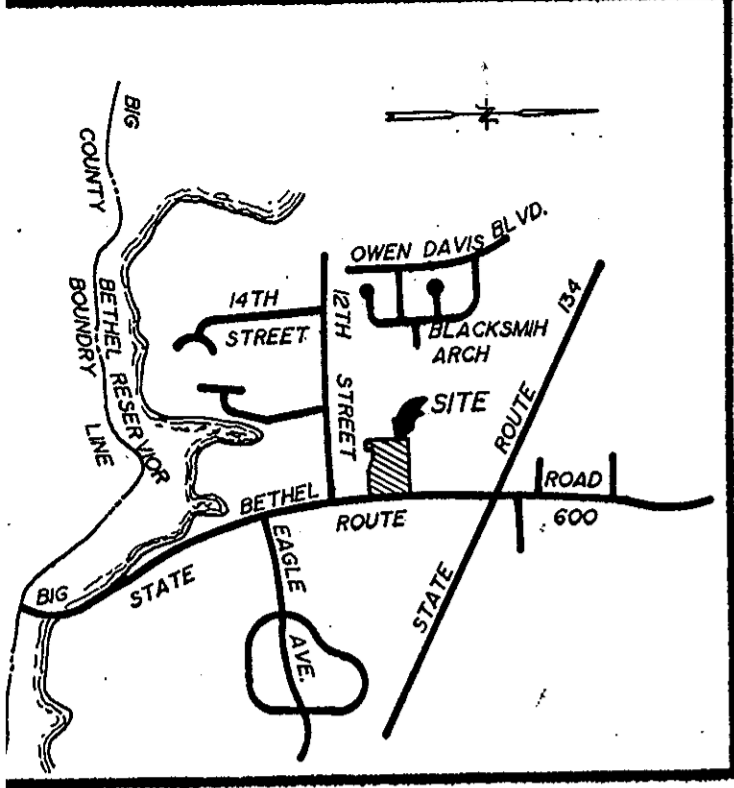 BIG
COUNTY
BOUNDRY
LINE
BETHEL RESERVIOR
OWEN DAVIS BLVD.
14TH
STREET
12TH
STREET
BLACKSMIH
ARCH
SITE
ROUTE 134
STATE
BIG BETHEL ROAD
STATE ROUTE 600
EAGLE
AVE.
N